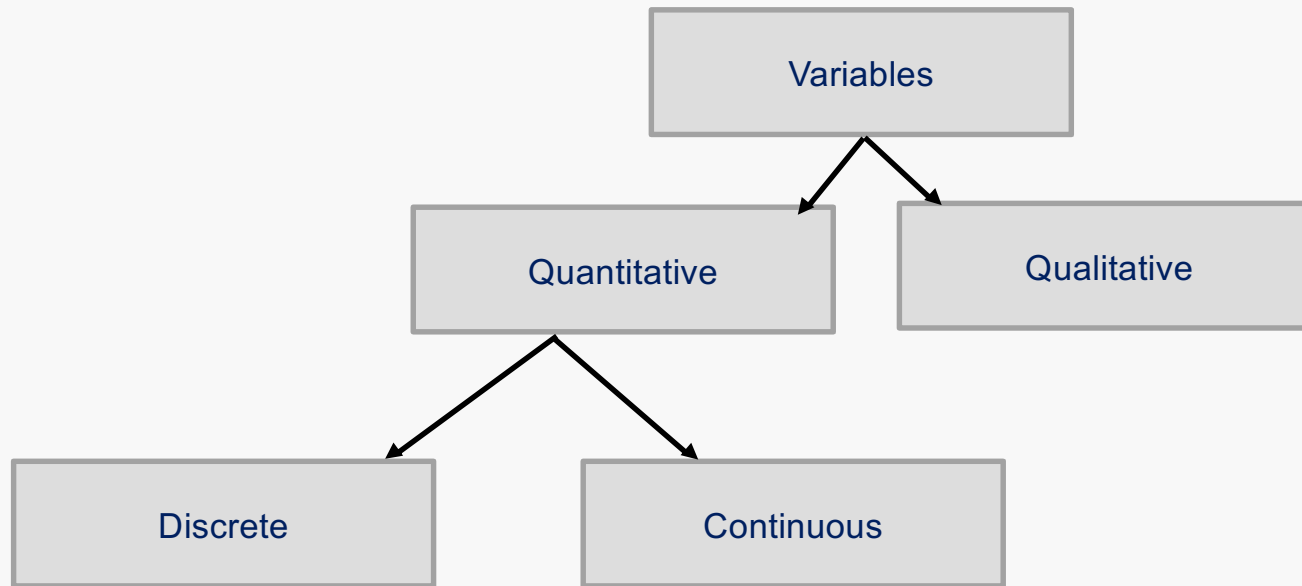 Variables
Quantitative
Qualitative
Discrete
Continuous